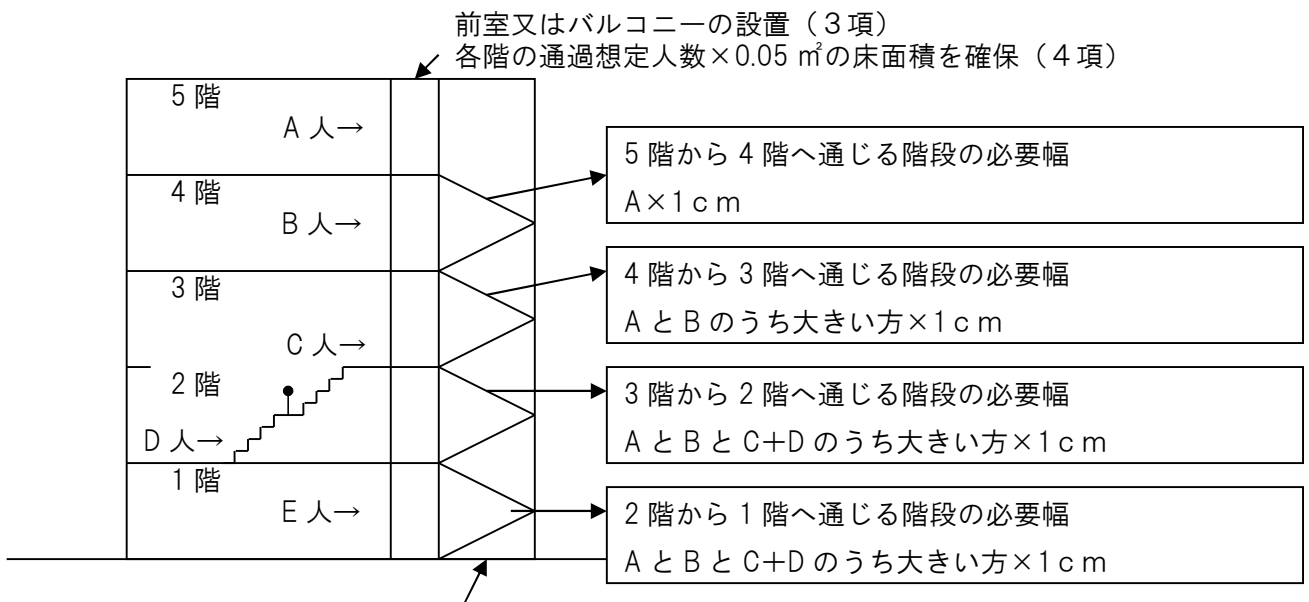 前室又はバルコニーの設置（３項）
各階の通過想定人数×0.05 ㎡の床面積を確保（４項）
5 階
A 人→
5 階から 4 階へ通じる階段の必要幅
A×1ｃｍ
4 階
B 人→
4 階から 3 階へ通じる階段の必要幅
A と B のうち大きい方×1ｃｍ
3 階
C 人→
2 階
D 人→
3 階から 2 階へ通じる階段の必要幅
A と B と C+D のうち大きい方×1ｃｍ
1 階
E 人→
2 階から 1 階へ通じる階段の必要幅
A と B と C+D のうち大きい方×1ｃｍ